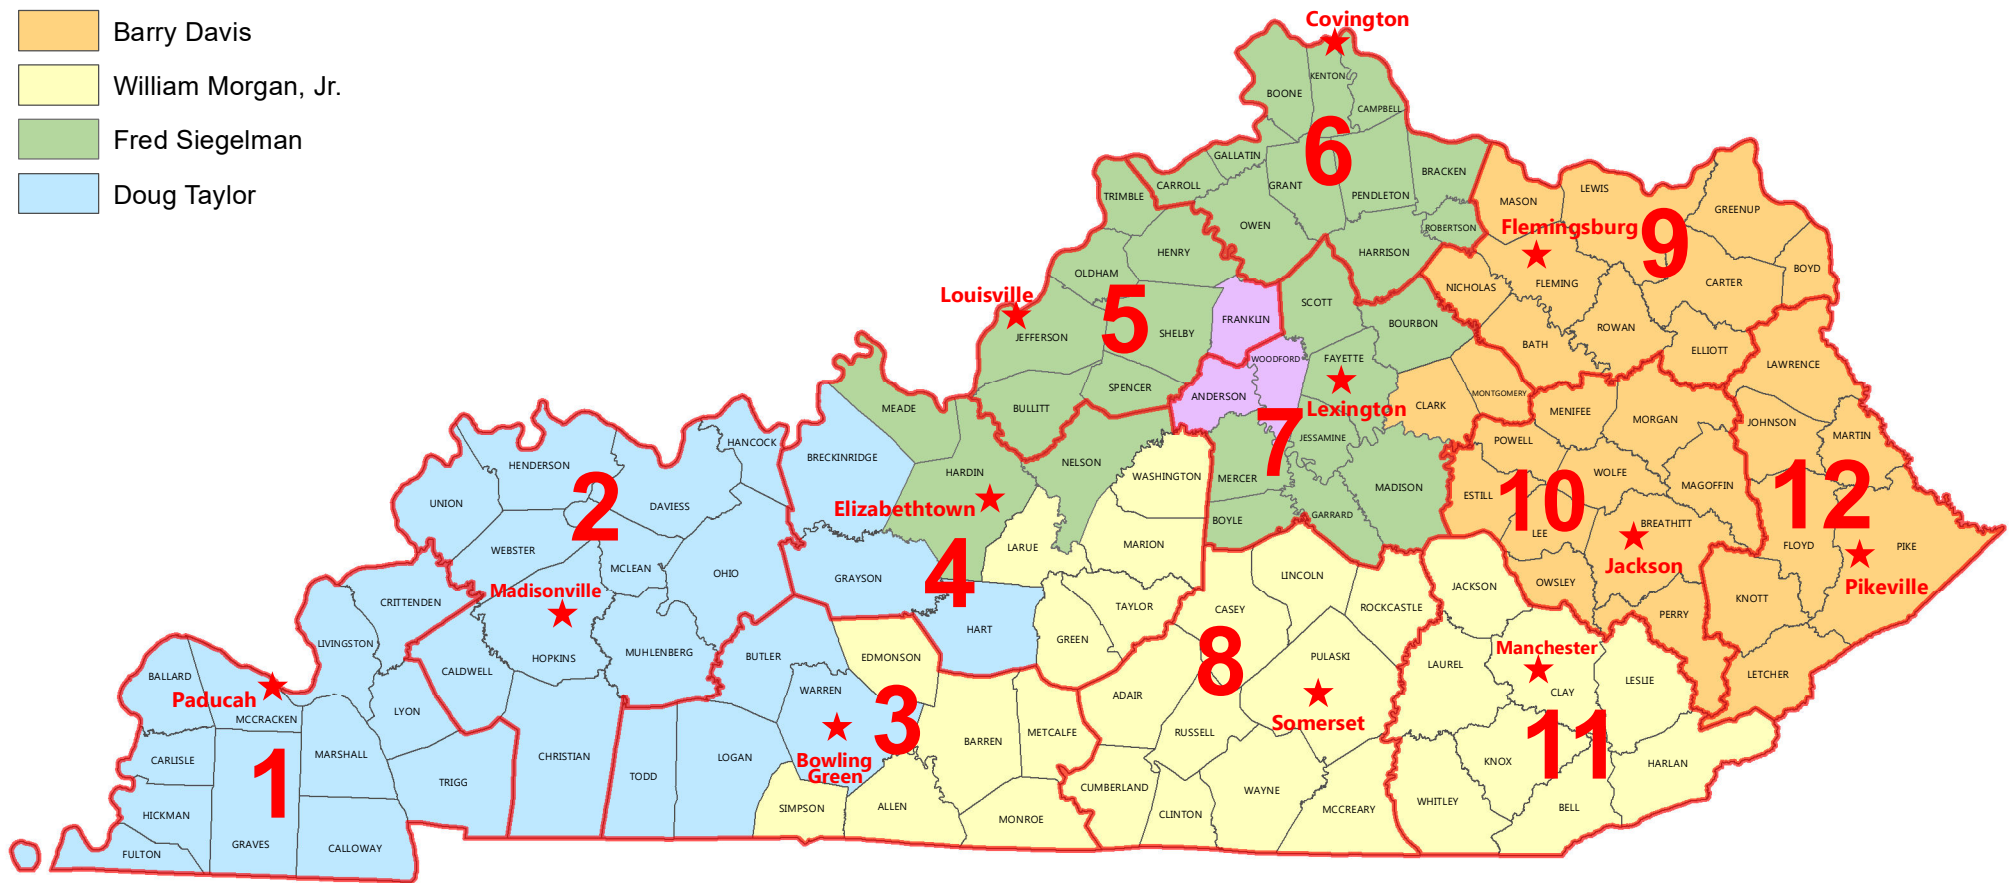 Barry Davis
William Morgan, Jr.
Fred Siegelman
Doug Taylor
Covington
KENTON
BOONE
CAMPBELL
6
GALLATIN
CARROLL
GRANT
BRACKEN
PENDLETON
TRIMBLE
OWEN
ROBERTSON
HARRISON
HENRY
OLDHAM
Louisville
JEFFERSON
5
SHELBY
SPENCER
BULLITT
FRANKLIN
SCOTT
BOURBON
WOODFORD
FAYETTE
ANDERSON
Lexington
CLARK
MONTGOMERY
7
JESSAMINE
MERCER
MADISON
BOYLE
GARRARD
MASON
LEWIS
GREENUP
Flemingsburg
9
FLEMING
BOYD
CARTER
NICHOLAS
ROWAN
BATH
ELLIOTT
LAWRENCE
MENIFEE
MORGAN
JOHNSON
MARTIN
POWELL
WOLFE
MAGOFFIN
ESTILL
10
12
BREATHITT
LEE
FLOYD
PIKE
Jackson
Pikeville
OWSLEY
PERRY
KNOTT
LETCHER
MEADE
HARDIN
NELSON
WASHINGTON
BRECKINRIDGE
Elizabethtown
LARUE
MARION
4
GRAYSON
HART
TAYLOR
GREEN
HANCOCK
HENDERSON
2
UNION
DAVIESS
WEBSTER
MCLEAN
OHIO
Madisonville
HOPKINS
MUHLENBERG
CRITTENDEN
LIVINGSTON
CALDWELL
LYON
BALLARD
Paducah
MCCRACKEN
CARLISLE
MARSHALL
1
TRIGG
CHRISTIAN
HICKMAN
GRAVES
CALLOWAY
FULTON
BUTLER
EDMONSON
WARREN
3
Bowling
Green
TODD
LOGAN
SIMPSON
ALLEN
BARREN
METCALFE
MONROE
LINCOLN
CASEY
ROCKCASTLE
8
PULASKI
Somerset
ADAIR
RUSSELL
CUMBERLAND
CLINTON
WAYNE
MCCREARY
JACKSON
Manchester
LAUREL
CLAY
LESLIE
11
KNOX
HARLAN
WHITLEY
BELL